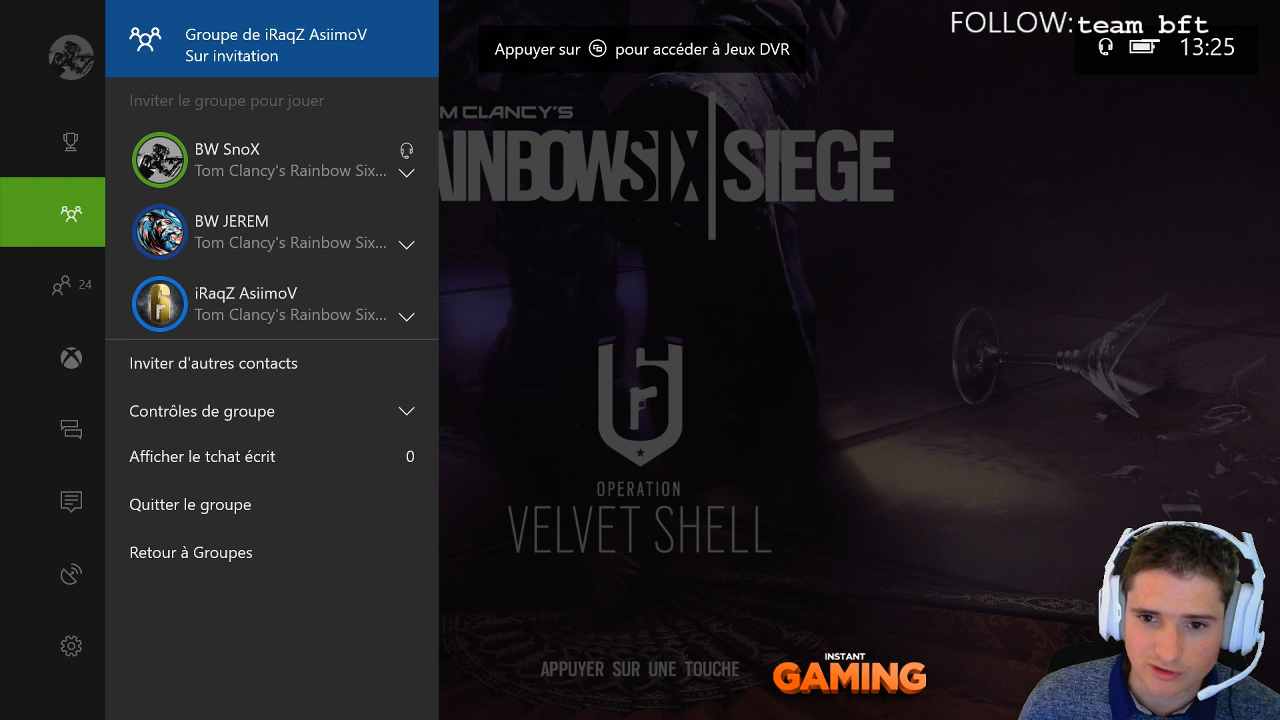 Groupe de iRaqZ AsiimoV
Sur invitation
Inviter le groupe pour jouer
BW SnoX
Tom Clancy's Rainbow Six...
BW JEREM
Tom Clancy's Rainbow Six...
iRaqZ AsiimoV
Tom Clancy's Rainbow Six...
24
Inviter d'autres contacts
Contrôles de groupe
Afficher le tchat écrit 0
Quitter le groupe
Retour à Groupes
Appuyer sur pour accéder à Jeux DVR
FOLLOW:team bft
13:25
M CLANCY'S
AINBOWSIX SIEGE
OPERATION
VELVET SHELL
APPUYER SUR UNE TOUCHE
INSTANT
GAMING